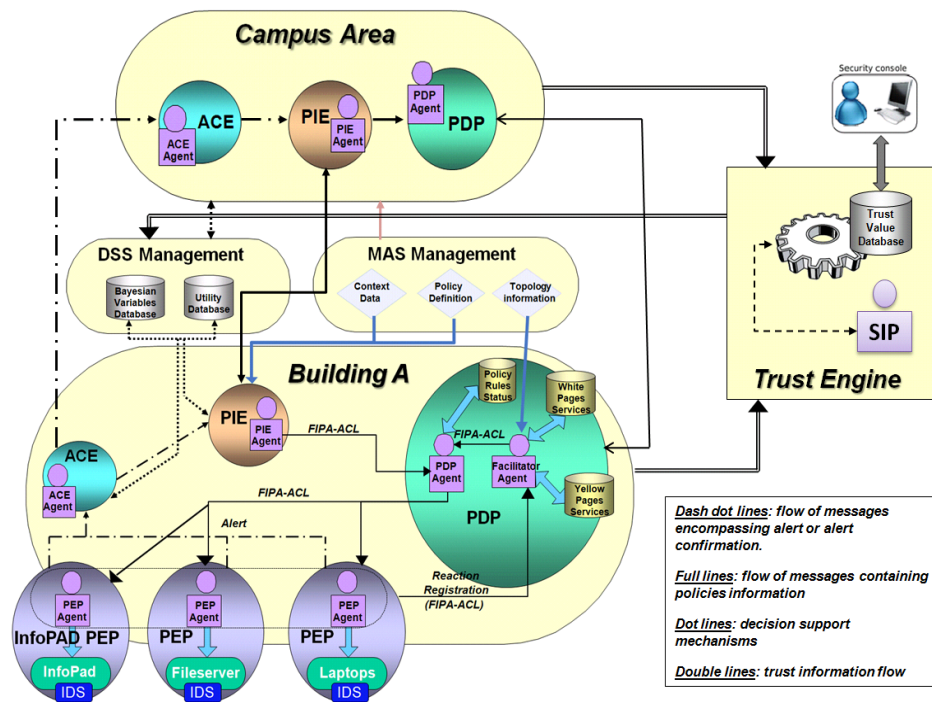 Campus Area
ACE
ACE
Agent
PIE
PIE
Agent
PDP
Agent
PDP
Security console
Trust
Value
Database
SIP
Trust Engine
DSS Management
Bayesian
Variables
Database
Utility
Database
MAS Management
Context
Data
Policy
Definition
Topology
information
Building A
PIE
PIE
Agent
FIPA-ACL
Policy
Rules
Status
White
Pages
Services
FIPA-ACL
PDP
Agent
Facilitator
Agent
Yellow
Pages
Services
PDP
ACE
ACE
Agent
FIPA-ACL
Alert
Reaction
Registration
(FIPA-ACL)
PEP
Agent
InfoPAD PEP
InfoPad
IDS
PEP
Agent
PEP
Fileserver
IDS
PEP
Agent
PEP
Laptops
IDS
Dash dot lines: flow of messages
encompassing alert or alert
confirmation.
Full lines: flow of messages containing
policies information
Dot lines: decision support
mechanisms
Double lines: trust information flow